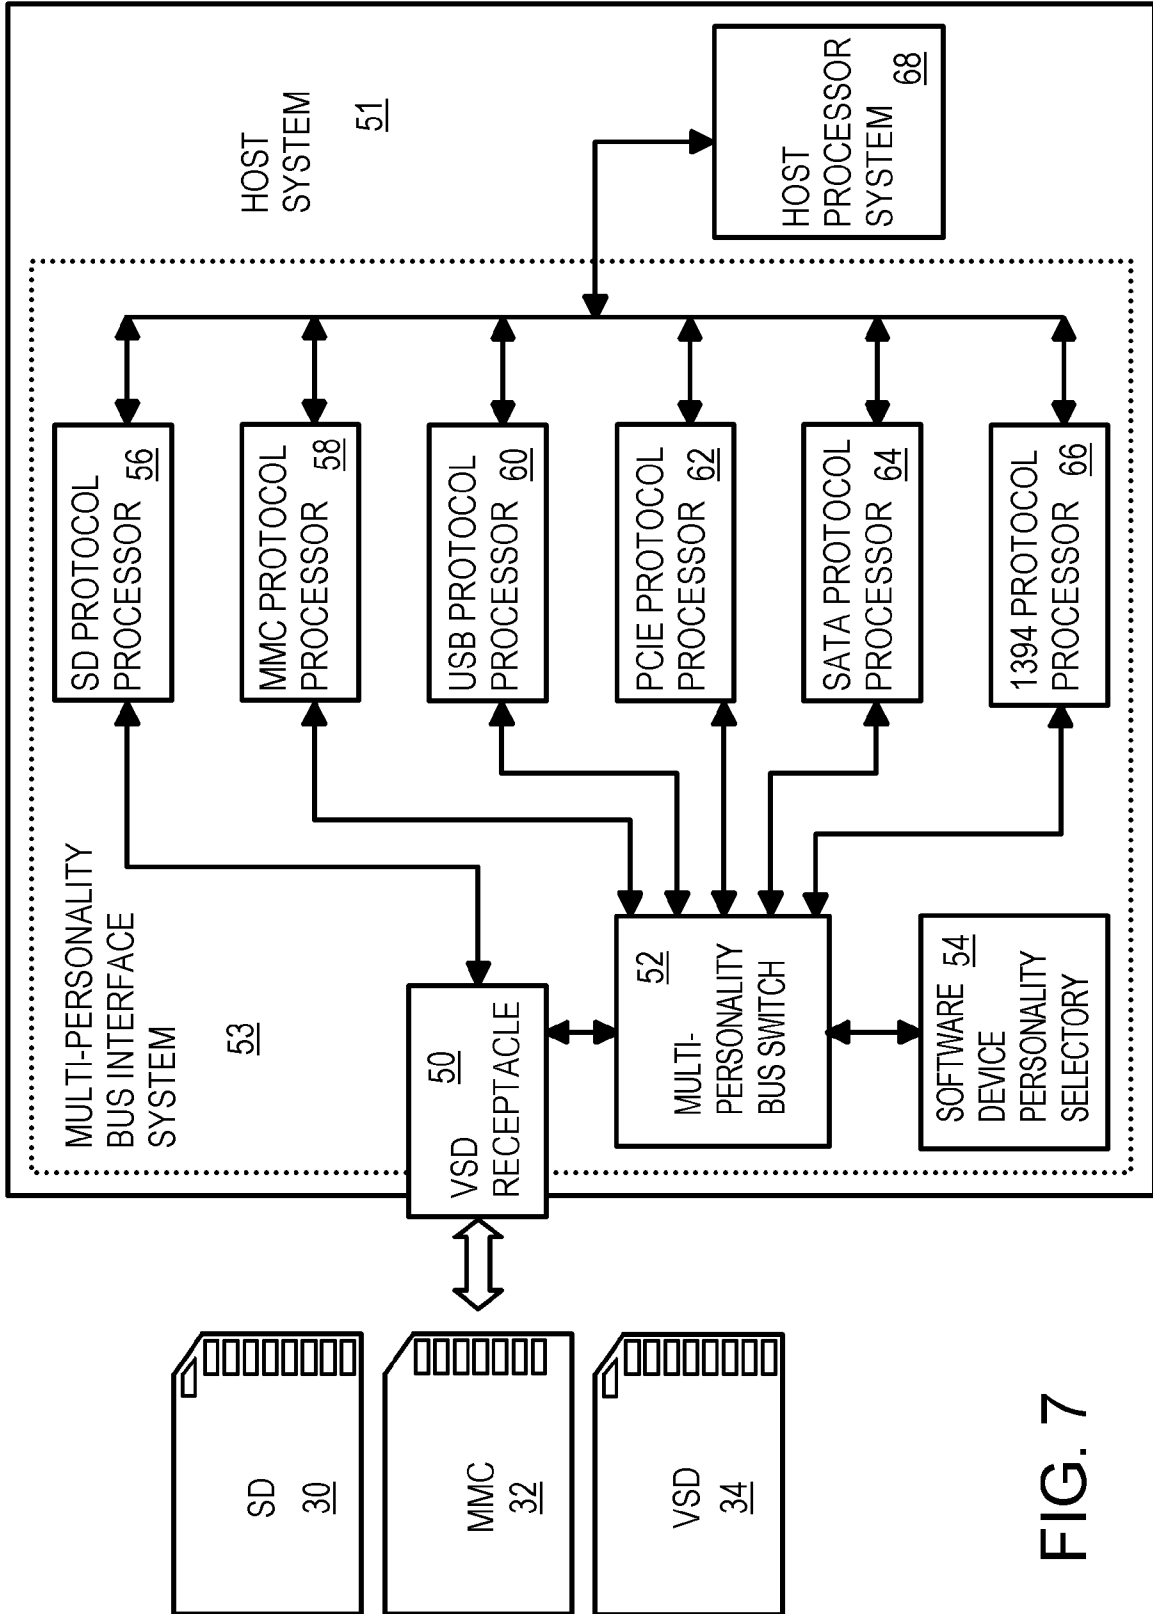 HOST
SYSTEM
51
HOST
PROCESSOR
SYSTEM 68
MULTI-PERSONALITY
BUS INTERFACE
SYSTEM
53
SD PROTOCOL
PROCESSOR 56
MMC PROTOCOL
PROCESSOR 58
USB PROTOCOL
PROCESSOR 60
PCIE PROTOCOL
PROCESSOR 62
SATA PROTOCOL
PROCESSOR 64
1394 PROTOCOL
PROCESSOR 66
50
VSD
RECEPTACLE
52
MULTI-
PERSONALITY
BUS SWITCH
SOFTWARE 54
DEVICE
PERSONALITY
SELECTORY
SD
30
MMC
32
VSD
34
FIG. 7